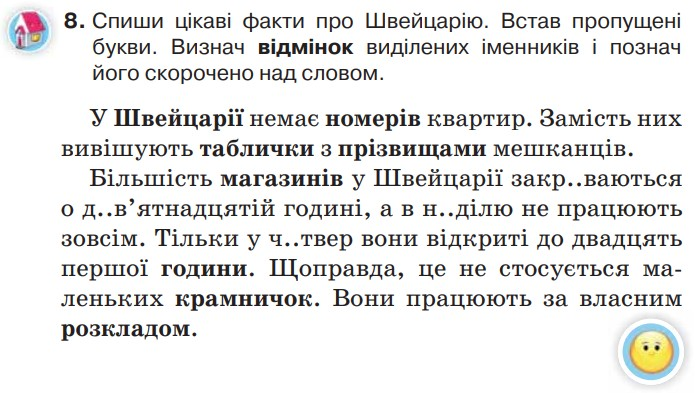 8. Спиши цікаві факти про Швейцарію. Встав пропущені
букви. Визнач відмінок виділених іменників і познач
його скорочено над словом.
У Швейцарії немає номерів квартир. Замість них
вивішують таблички з прізвищами мешканців.
Більшість магазинів у Швейцарії закр..ваються
о д..в’ятнадцятій годині, а в н..ділю не працюють
зовсім. Тільки у ч..твер вони відкриті до двадцять
першої години. Щоправда, це не стосується ма-
леньких крамничок. Вони працюють за власним
розкладом.